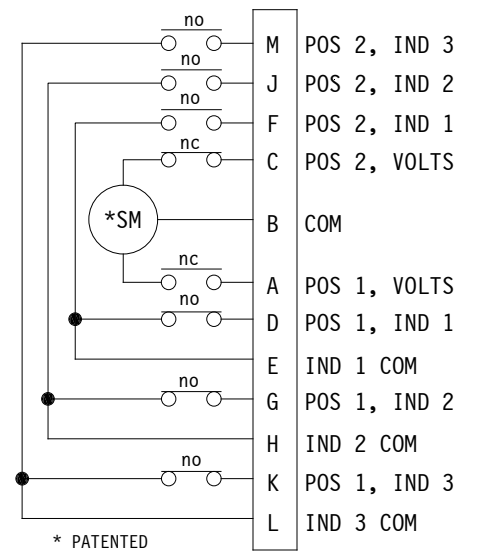 no
M POS 2, IND 3
no
J POS 2, IND 2
no
F POS 2, IND 1
nc
C POS 2, VOLTS
*SM
B COM
nc
A POS 1, VOLTS
no
D POS 1, IND 1
E IND 1 COM
no
G POS 1, IND 2
H IND 2 COM
no
K POS 1, IND 3
L IND 3 COM
* PATENTED